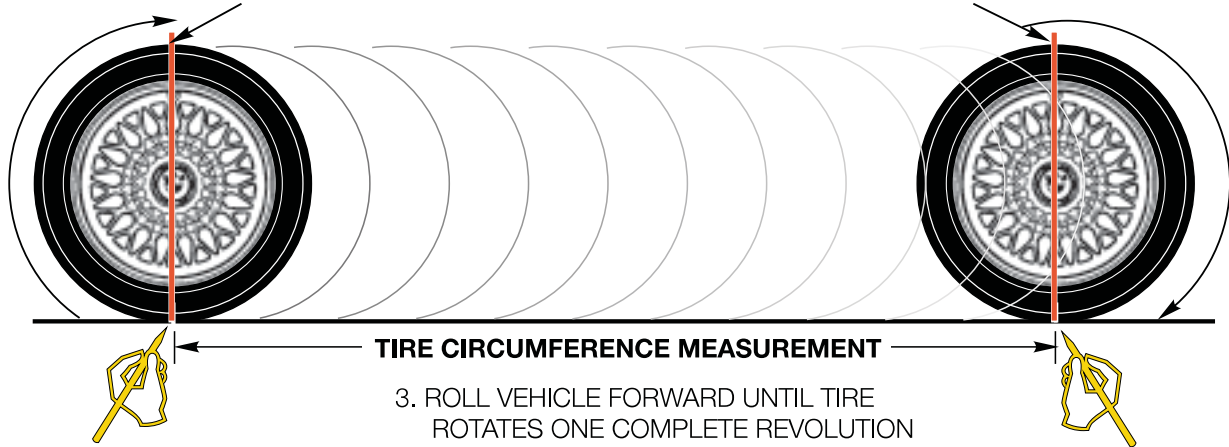 TIRE CIRCUMFERENCE MEASUREMENT
3. ROLL VEHICLE FORWARD UNTIL TIRE
ROTATES ONE COMPLETE REVOLUTION